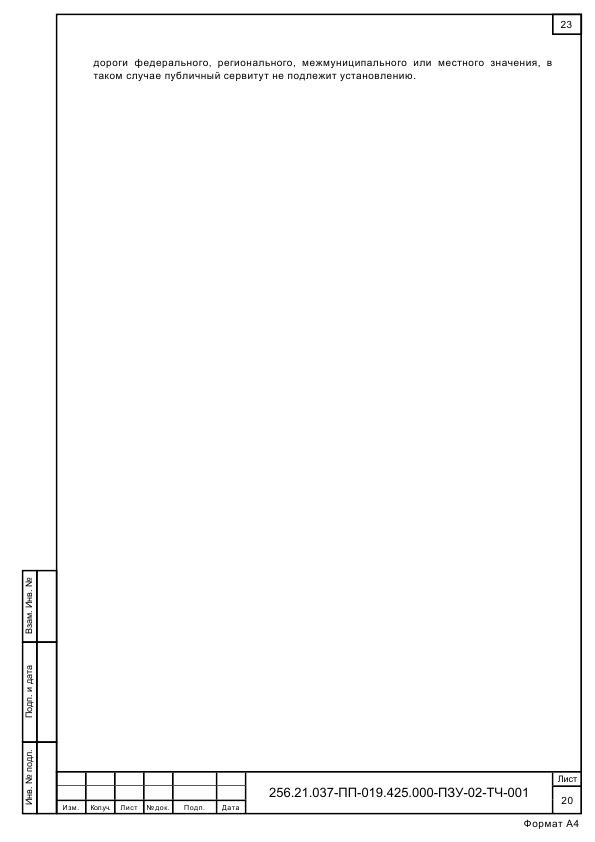 23
дороги федерального, регионального, межмуниципального или местного значения, в
таком случае публичный сервитут не подлежит установлению.
Взам. Инв. №
Подп. и дата
Инв. № подл.
Изм. Кол.уч. Лист №док. Подп. Дата
256.21.037-ПП-019.425.000-ПЗУ-02-ТЧ-001
Лист
20
Формат А4